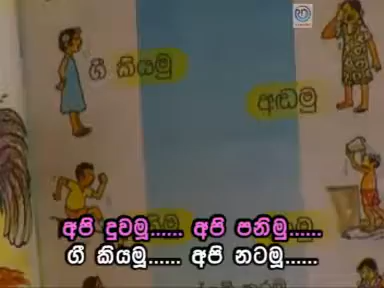 ගී කියමු
අඬමු
අපි දුවමූ...... අපි පනිමු......
ගී කියමූ...... අපි නටමූ......